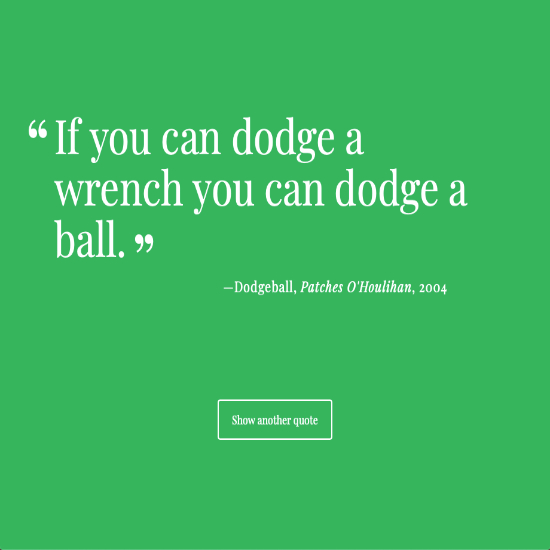 “If you can dodge a
wrench you can dodge a
ball.”
—Dodgeball, Patches O'Houlihan, 2004
Show another quote